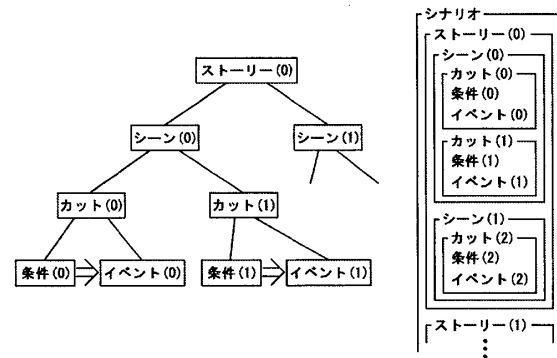 ストーリー(0)
シーン(0)
シーン(1)
カット(0)
カット(1)
条件(0)
イベント(0)
条件(1)
イベント(1)
シナリオ
ストーリー(0)
シーン(0)
カット(0)
条件(0)
イベント(0)
カット(1)
条件(1)
イベント(1)
シーン(1)
カット(2)
条件(2)
イベント(2)
ストーリー(1)